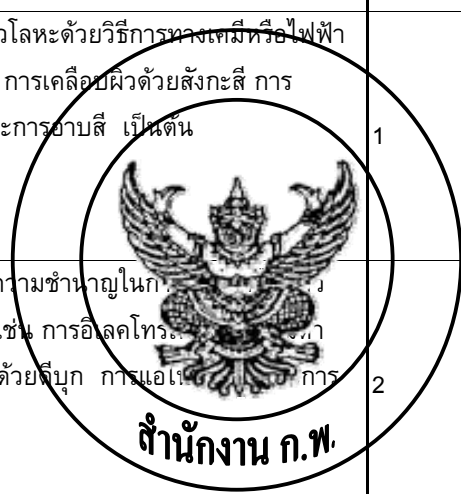 วโลหะด้วยวิธีการทางเคมีหรือไฟฟ้า
การเคลือบผิวด้วยสังกะสี การ
ะการอาบสี เป็นต้น
1
ความชำนาญในก
เช่น การอีเลคโทร
ด้วยดีบุก การแอ การ
2
สำนักงาน ก.พ.